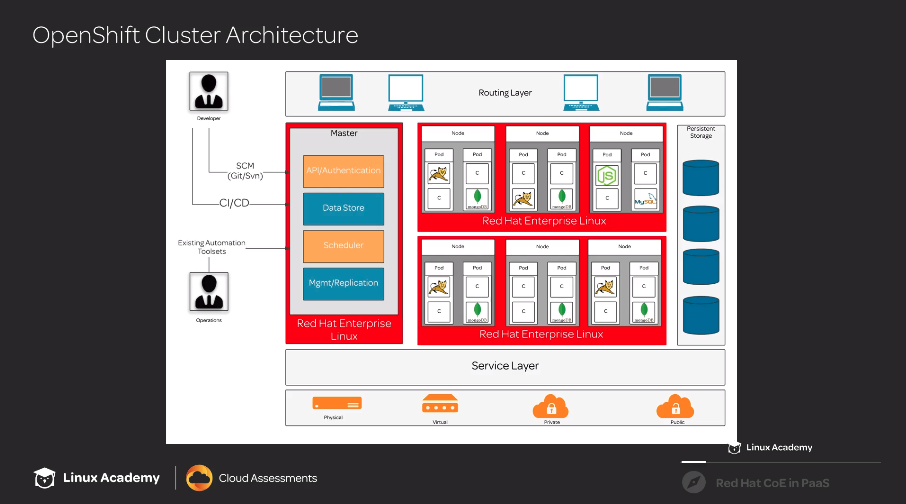 OpenShift Cluster Architecture
Developer
Routing Layer
SCM
(Git/Svn)
CI/CD
Existing Automation
Toolsets
Operations
Master
API/Authentication
Data Store
Scheduler
Mgmt/Replication
Red Hat Enterprise
Linux
Node
Pod
Pod
C
C
mongoDB
Node
Pod
Pod
C
C
mongoDB
Node
Pod
Pod
JS
C
C
MySQL
Red Hat Enterprise Linux
Node
Pod
Pod
C
C
mongoDB
Node
Pod
Pod
C
C
C
mongoDB
Node
Pod
Pod
C
C
mongoDB
Red Hat Enterprise Linux
Persistent
Storage
Service Layer
Physical
Virtual
Private
Public
Linux Academy
Linux Academy
Cloud Assessments
Red Hat CoE in PaaS